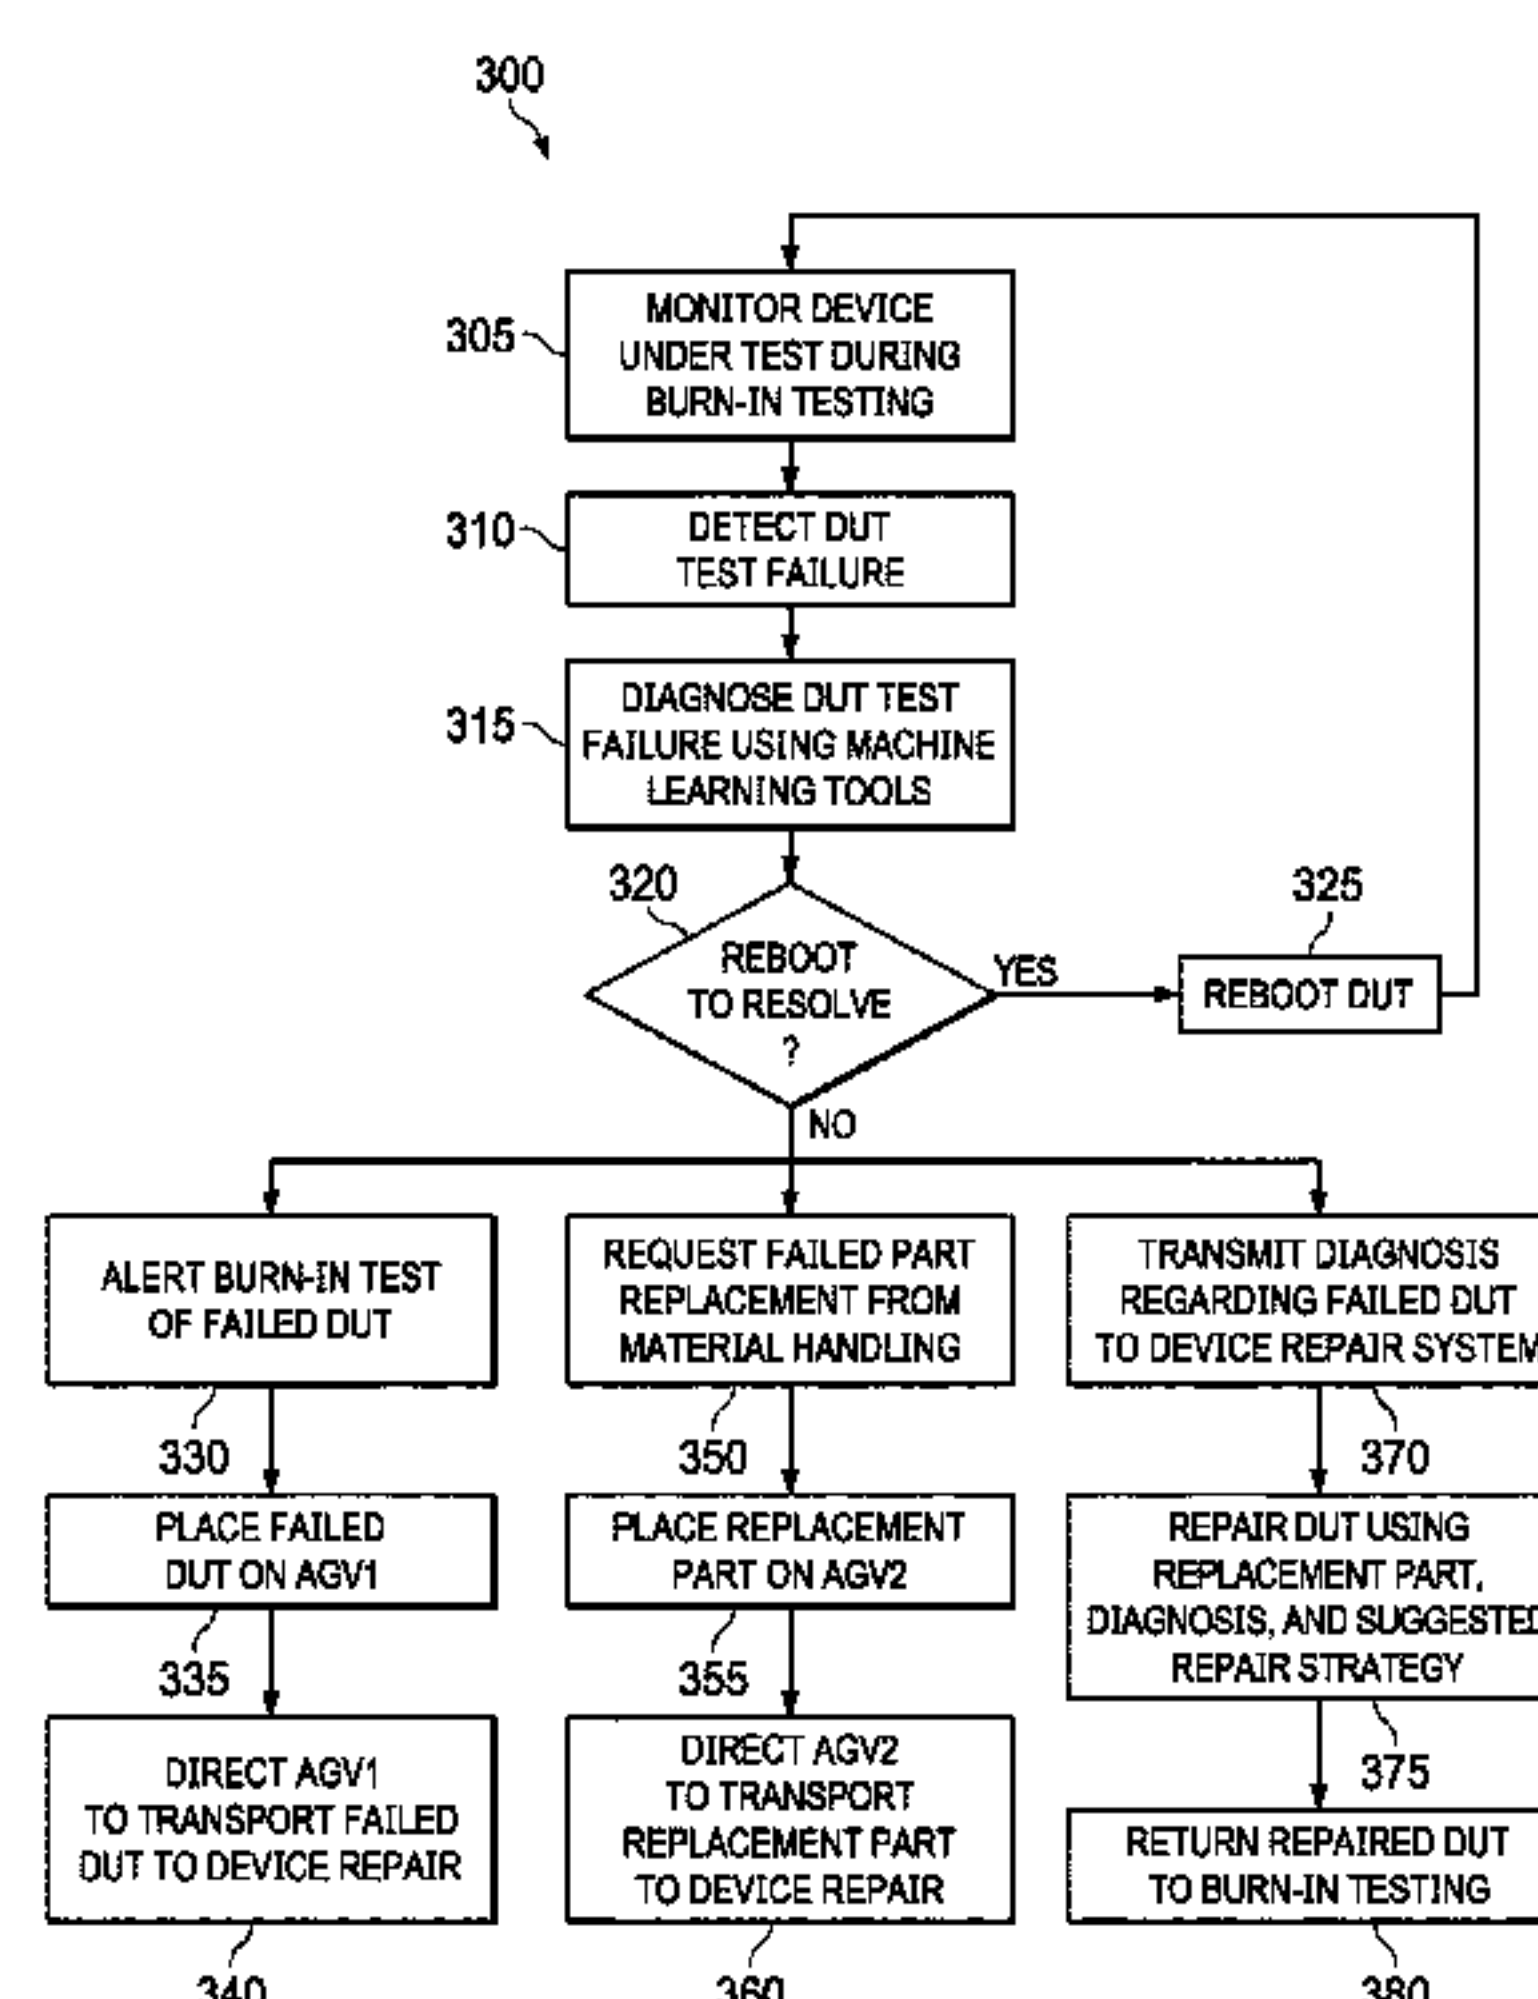 300
305
MONITOR DEVICE
UNDER TEST DURING
BURN-IN TESTING
310
DETECT DUT
TEST FAILURE
315
DIAGNOSE DUT TEST
FAILURE USING MACHINE
LEARNING TOOLS
320
REBOOT
TO RESOLVE
?
YES
325
REBOOT DUT
NO
ALERT BURN-IN TEST
OF FAILED DUT
330
PLACE FAILED
DUT ON AGV1
335
DIRECT AGV1
TO TRANSPORT FAILED
DUT TO DEVICE REPAIR
340
REQUEST FAILED PART
REPLACEMENT FROM
MATERIAL HANDLING
350
PLACE REPLACEMENT
PART ON AGV2
355
DIRECT AGV2
TO TRANSPORT
REPLACEMENT PART
TO DEVICE REPAIR
360
TRANSMIT DIAGNOSIS
REGARDING FAILED DUT
TO DEVICE REPAIR SYSTEM
370
REPAIR DUT USING
REPLACEMENT PART,
DIAGNOSIS, AND SUGGESTED
REPAIR STRATEGY
375
RETURN REPAIRED DUT
TO BURN-IN TESTING
380